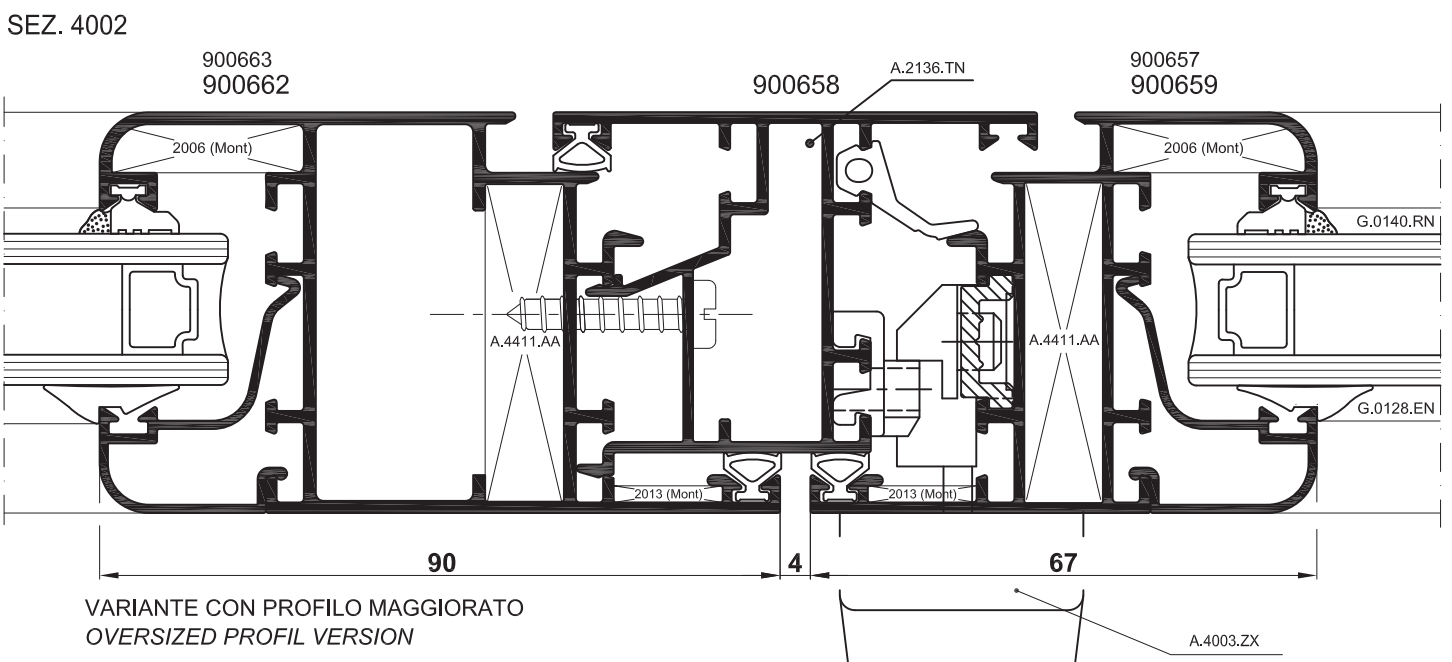 SEZ. 4002
900663
900662
900658
A.2136.TN
900657
900659
2006 (Mont)
2006 (Mont)
G.0140.RN
A.4411.AA
A.4411.AA
G.0128.EN
2013 (Mont)
2013 (Mont)
90
4
67
VARIANTE CON PROFILO MAGGIORATO
OVERSIZED PROFIL VERSION
A.4003.ZX